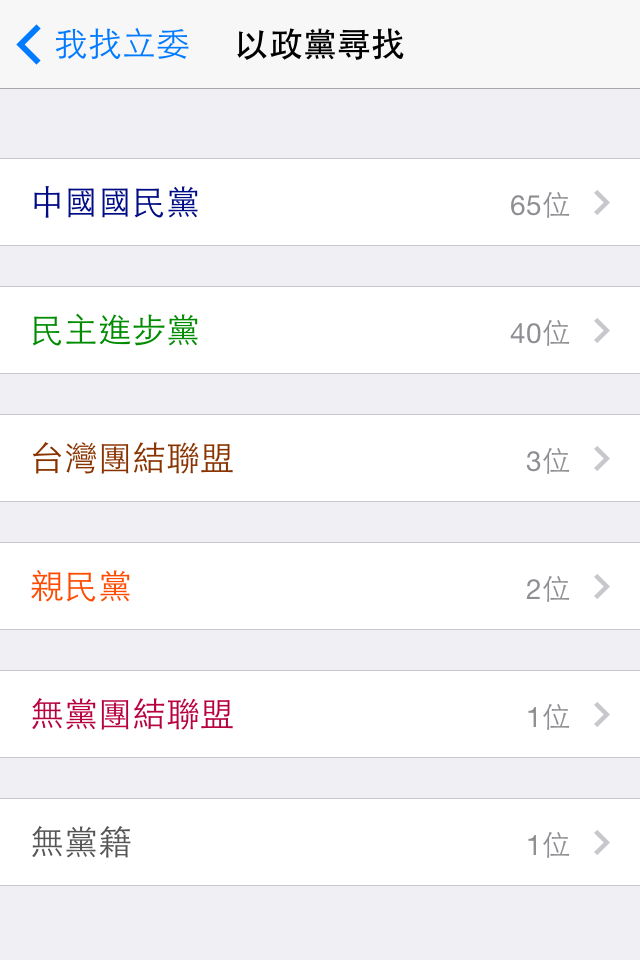 我找立委 以政黨尋找
中國國民黨 65位
民主進步黨 40位
台灣團結聯盟 3位
親民黨 2位
無黨團結聯盟 1位
無黨籍 1位